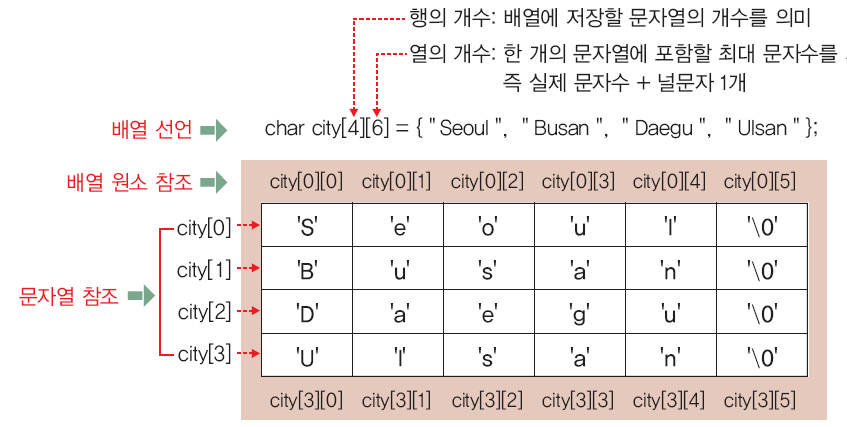 행의 개수: 배열에 저장할 문자열의 개수를 의미
열의 개수: 한 개의 문자열에 포함할 최대 문자수를
즉 실제 문자수 + 널문자 1개
배열 선언 char city[4][6] = { "Seoul", "Busan", "Daegu", "Ulsan" };
배열 원소 참조 city[0][0] city[0][1] city[0][2] city[0][3] city[0][4] city[0][5]
city[0] 'S' 'e' 'o' 'u' 'l' '\0'
city[1] 'B' 'u' 's' 'a' 'n' '\0'
문자열 참조
city[2] 'D' 'a' 'e' 'g' 'u' '\0'
city[3] 'U' 'l' 's' 'a' 'n' '\0'
city[3][0] city[3][1] city[3][2] city[3][3] city[3][4] city[3][5]